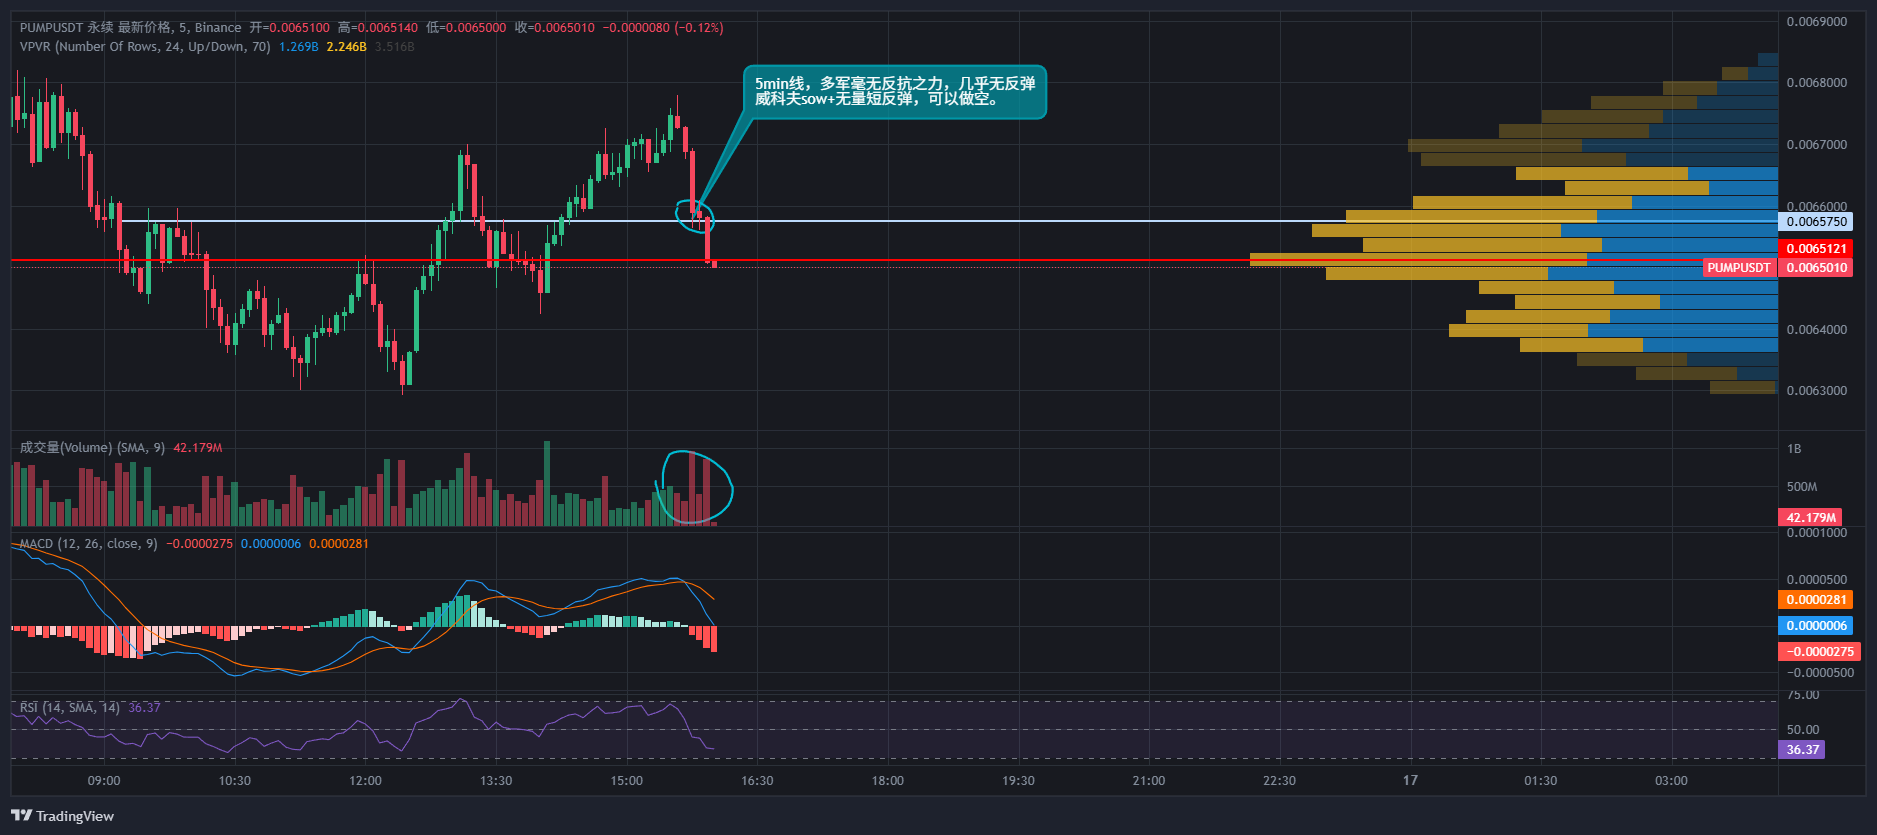 PUMPUSDT 永续 最新价格, 5, Binance 开=0.0065100 高=0.0065140 低=0.0065000 收=0.0065010 −0.0000080 (−0.12%)
VPVR (Number Of Rows, 24, Up/Down, 70) 1.269B 2.246B 3.516B
5min线，多军毫无反抗之力，几乎无反弹
威科夫sow+无量短反弹，可以做空。
0.0069000
0.0068000
0.0067000
0.0066000
0.0065750
0.0065121
PUMPUSDT 0.0065010
0.0064000
0.0063000
成交量(Volume) (SMA, 9) 42.179M
1B
500M
42.179M
MACD (12, 26, close, 9) −0.0000275 0.0000006 0.0000281
0.0001000
0.0000500
0.0000281
0.0000006
−0.0000275
−0.0000500
RSI (14, SMA, 14) 36.37
75.00
50.00
36.37
09:00 10:30 12:00 13:30 15:00 16:30 18:00 19:30 21:00 22:30 17 01:30 03:00
TradingView